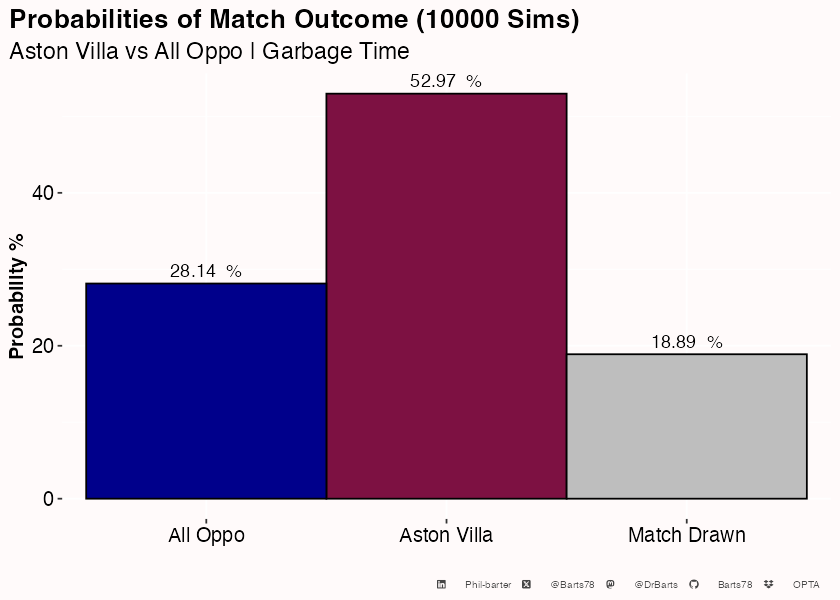 Probabilities of Match Outcome (10000 Sims)
Aston Villa vs All Oppo | Garbage Time
52.97 %
28.14 %
18.89 %
Probability %
40
20
0
All Oppo
Aston Villa
Match Drawn
Phil-barter @Barts78 @DrBarts Barts78 OPTA